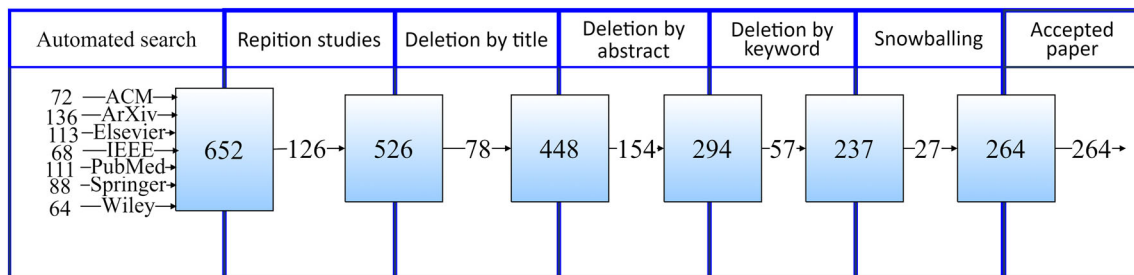 Automated search
Repition studies
Deletion by title
Deletion by
abstract
Deletion by
keyword
Snowballing
Accepted
paper
72 ACM
136 ArXiv
113 Elsevier
68 IEEE
111 PubMed
88 Springer
64 Wiley
652 126 526 78 448 154 294 57 237 27 264 264